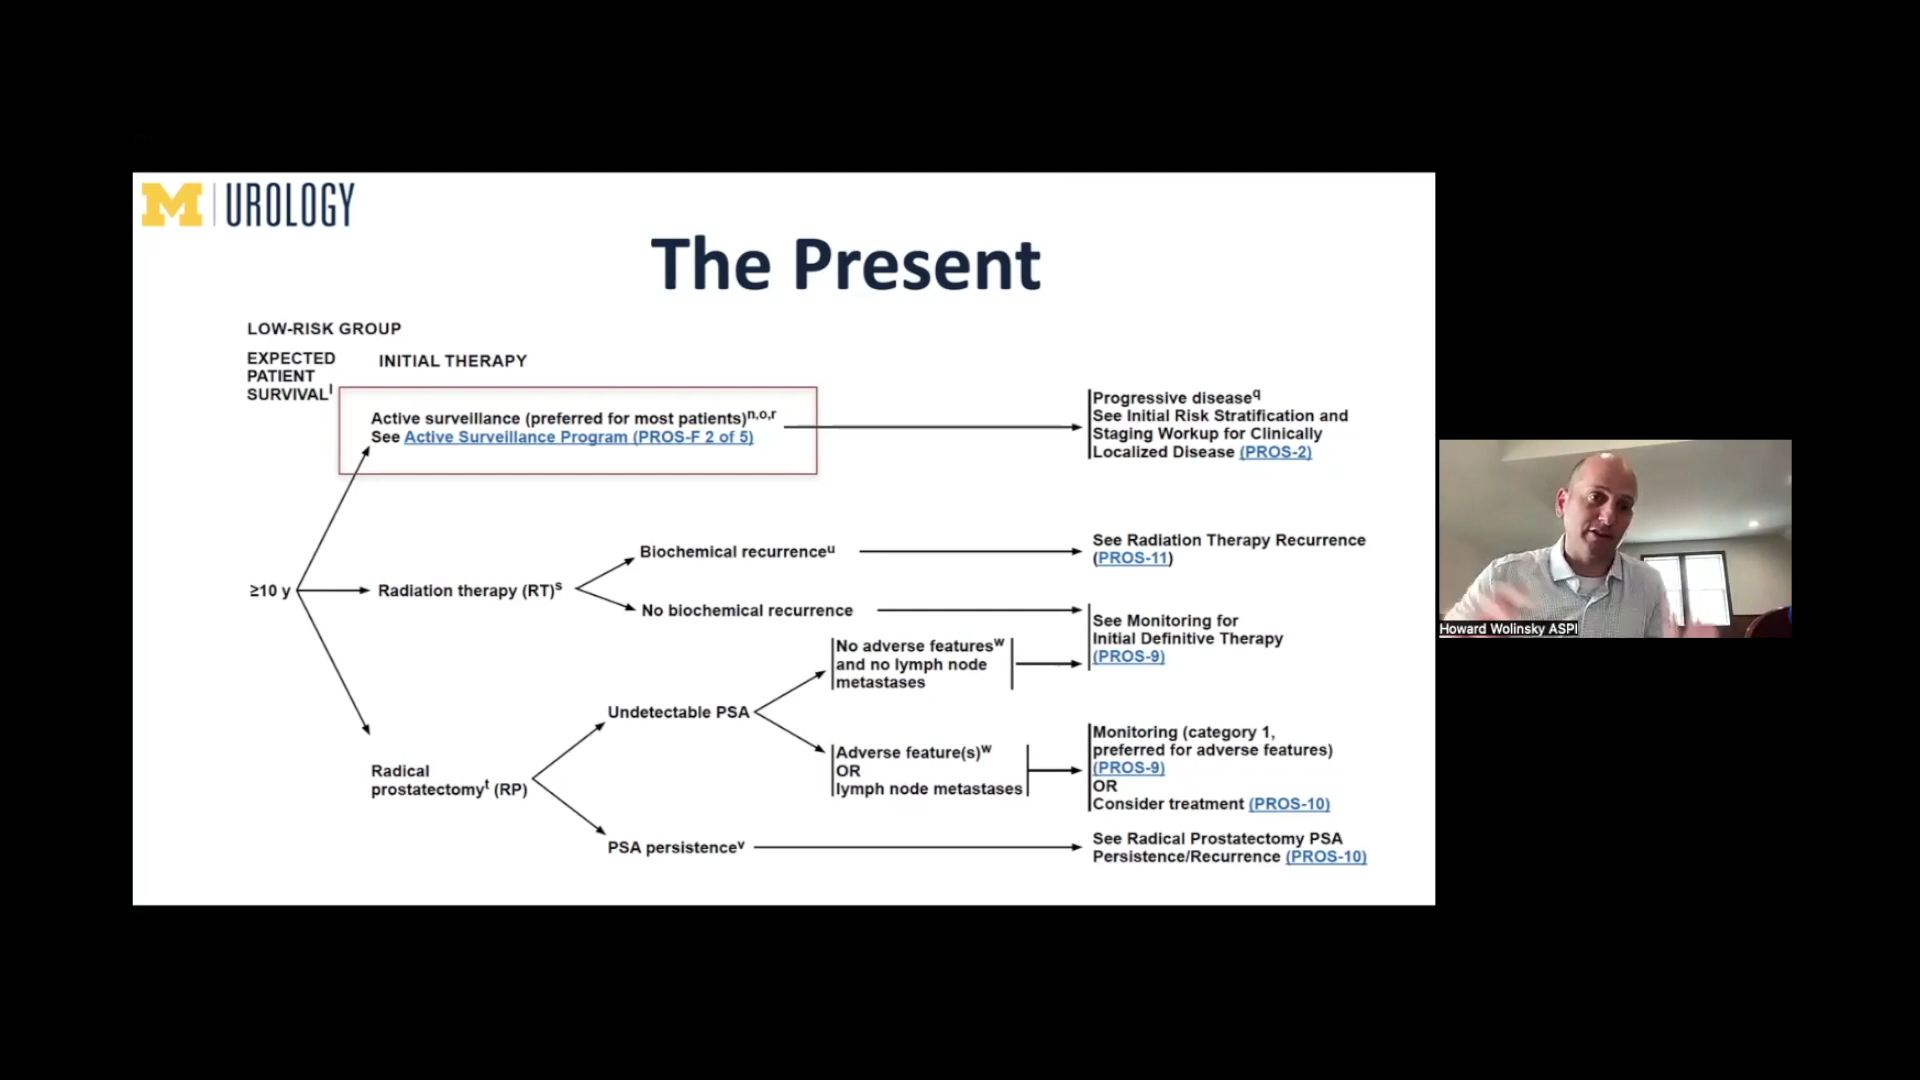 M | UROLOGY
The Present
LOW-RISK GROUP
EXPECTED
PATIENT
SURVIVALˡ
INITIAL THERAPY
Active surveillance (preferred for most patients)ⁿ,ᵒ,ʳ
See Active Surveillance Program (PROS-F 2 of 5)
Progressive disease^q
See Initial Risk Stratification and
Staging Workup for Clinically
Localized Disease (PROS-2)
≥10 y
Radiation therapy (RT)ˢ
Biochemical recurrenceᵘ
See Radiation Therapy Recurrence
(PROS-11)
No biochemical recurrence
See Monitoring for
Initial Definitive Therapy
(PROS-9)
Radical
prostatectomyᵗ (RP)
Undetectable PSA
No adverse featuresʷ
and no lymph node
metastases
Adverse feature(s)ʷ
OR
lymph node metastases
Monitoring (category 1,
preferred for adverse features)
(PROS-9)
OR
Consider treatment (PROS-10)
PSA persistenceᵛ
See Radical Prostatectomy PSA
Persistence/Recurrence (PROS-10)
Howard Wolinsky ASPI